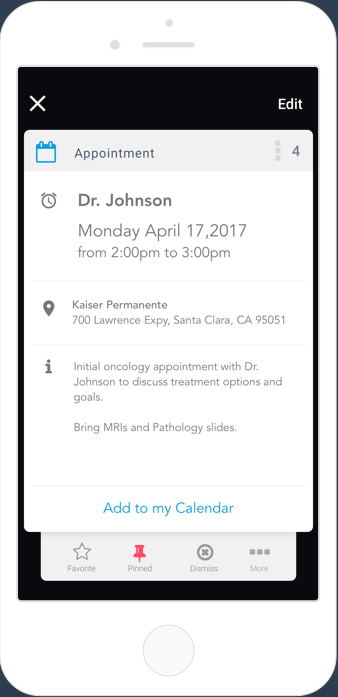 Edit
Appointment 4
Dr. Johnson
Monday April 17,2017
from 2:00pm to 3:00pm
Kaiser Permanente
700 Lawrence Expy, Santa Clara, CA 95051
Initial oncology appointment with Dr.
Johnson to discuss treatment options and
goals.
Bring MRIs and Pathology slides.
Add to my Calendar
Favorite Pinned Dismiss More